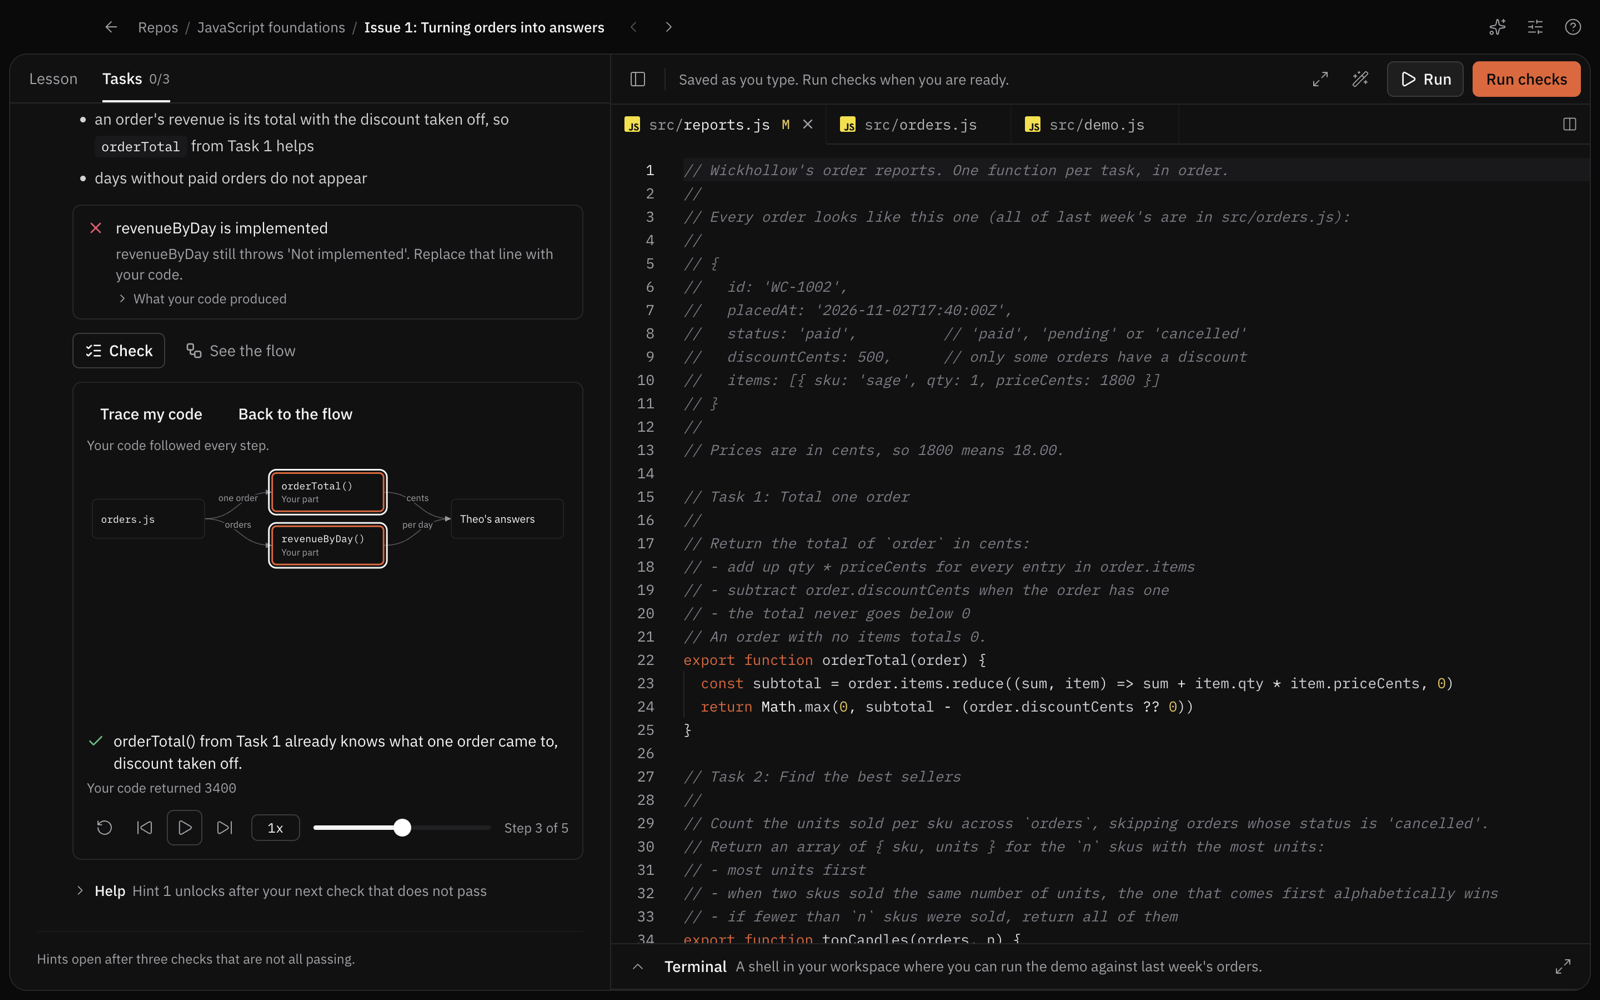 Repos / JavaScript foundations / Issue 1: Turning orders into answers
Lesson
Tasks 0/3
an order's revenue is its total with the discount taken off, so
orderTotal from Task 1 helps
days without paid orders do not appear
revenueByDay is implemented
revenueByDay still throws 'Not implemented'. Replace that line with
your code.
What your code produced
Check
See the flow
Trace my code
Back to the flow
Your code followed every step.
orders.js
one order
orders
orderTotal()
Your part
revenueByDay()
Your part
cents
per day
Theo's answers
orderTotal() from Task 1 already knows what one order came to,
discount taken off.
Your code returned 3400
1x
Step 3 of 5
Help Hint 1 unlocks after your next check that does not pass
Hints open after three checks that are not all passing.
Saved as you type. Run checks when you are ready.
Run
Run checks
JS src/reports.js M
JS src/orders.js
JS src/demo.js
1 // Wickhollow's order reports. One function per task, in order.
2 //
3 // Every order looks like this one (all of last week's are in src/orders.js):
4 //
5 // {
6 //   id: 'WC-1002',
7 //   placedAt: '2026-11-02T17:40:00Z',
8 //   status: 'paid',          // 'paid', 'pending' or 'cancelled'
9 //   discountCents: 500,      // only some orders have a discount
10 //   items: [{ sku: 'sage', qty: 1, priceCents: 1800 }]
11 // }
12 //
13 // Prices are in cents, so 1800 means 18.00.
14
15 // Task 1: Total one order
16 //
17 // Return the total of `order` in cents:
18 // - add up qty * priceCents for every entry in order.items
19 // - subtract order.discountCents when the order has one
20 // - the total never goes below 0
21 // An order with no items totals 0.
22 export function orderTotal(order) {
23   const subtotal = order.items.reduce((sum, item) => sum + item.qty * item.priceCents, 0)
24   return Math.max(0, subtotal - (order.discountCents ?? 0))
25 }
26
27 // Task 2: Find the best sellers
28 //
29 // Count the units sold per sku across `orders`, skipping orders whose status is 'cancelled'.
30 // Return an array of { sku, units } for the `n` skus with the most units:
31 // - most units first
32 // - when two skus sold the same number of units, the one that comes first alphabetically wins
33 // - if fewer than `n` skus were sold, return all of them
34 export function topCandles(orders, n) {
Terminal A shell in your workspace where you can run the demo against last week's orders.